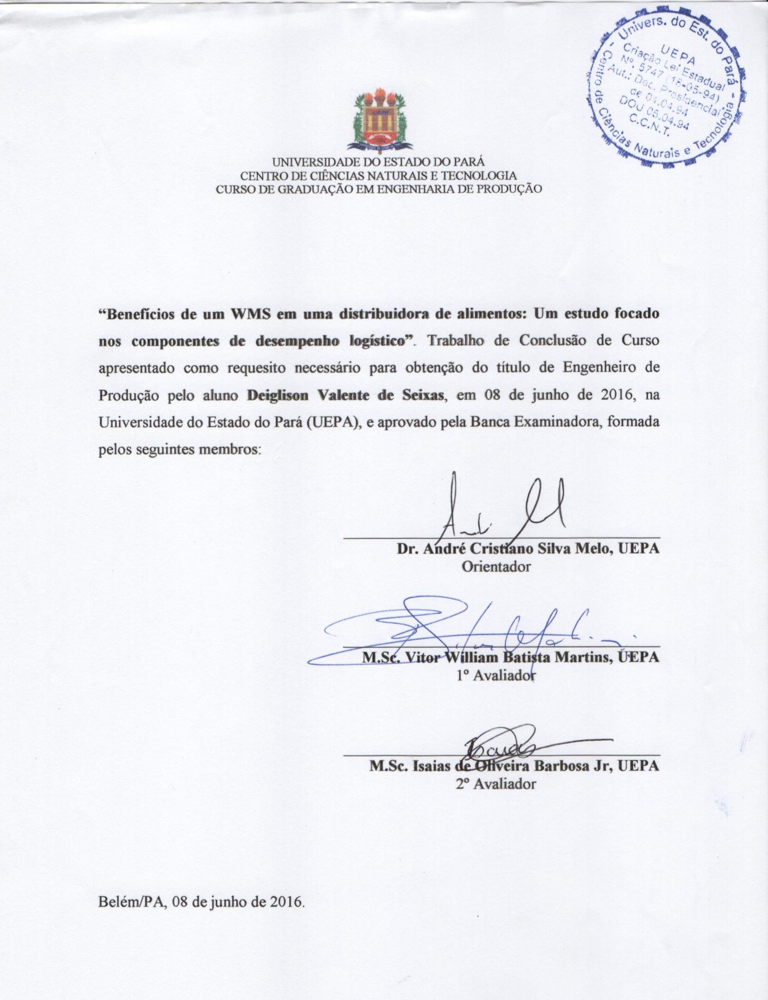 Univers. do Est. do Pará - Centro de Ciências Naturais e Tecnologia -
UEPA
Criação Lei Estadual
Nº. 5747 (18-05-94)
Aut.: Dec. Presidencial
de 04.04.94
DOU 05.04.94
C.C.N.T.
UNIVERSIDADE DO ESTADO DO PARÁ
CENTRO DE CIÊNCIAS NATURAIS E TECNOLOGIA
CURSO DE GRADUAÇÃO EM ENGENHARIA DE PRODUÇÃO
“Benefícios de um WMS em uma distribuidora de alimentos: Um estudo focado
nos componentes de desempenho logístico”. Trabalho de Conclusão de Curso
apresentado como requesito necessário para obtenção do título de Engenheiro de
Produção pelo aluno Deiglison Valente de Seixas, em 08 de junho de 2016, na
Universidade do Estado do Pará (UEPA), e aprovado pela Banca Examinadora, formada
pelos seguintes membros:
Dr. André Cristiano Silva Melo, UEPA
Orientador
M.Sc. Vitor William Batista Martins, UEPA
1º Avaliador
M.Sc. Isaias de Oliveira Barbosa Jr, UEPA
2º Avaliador
Belém/PA, 08 de junho de 2016.